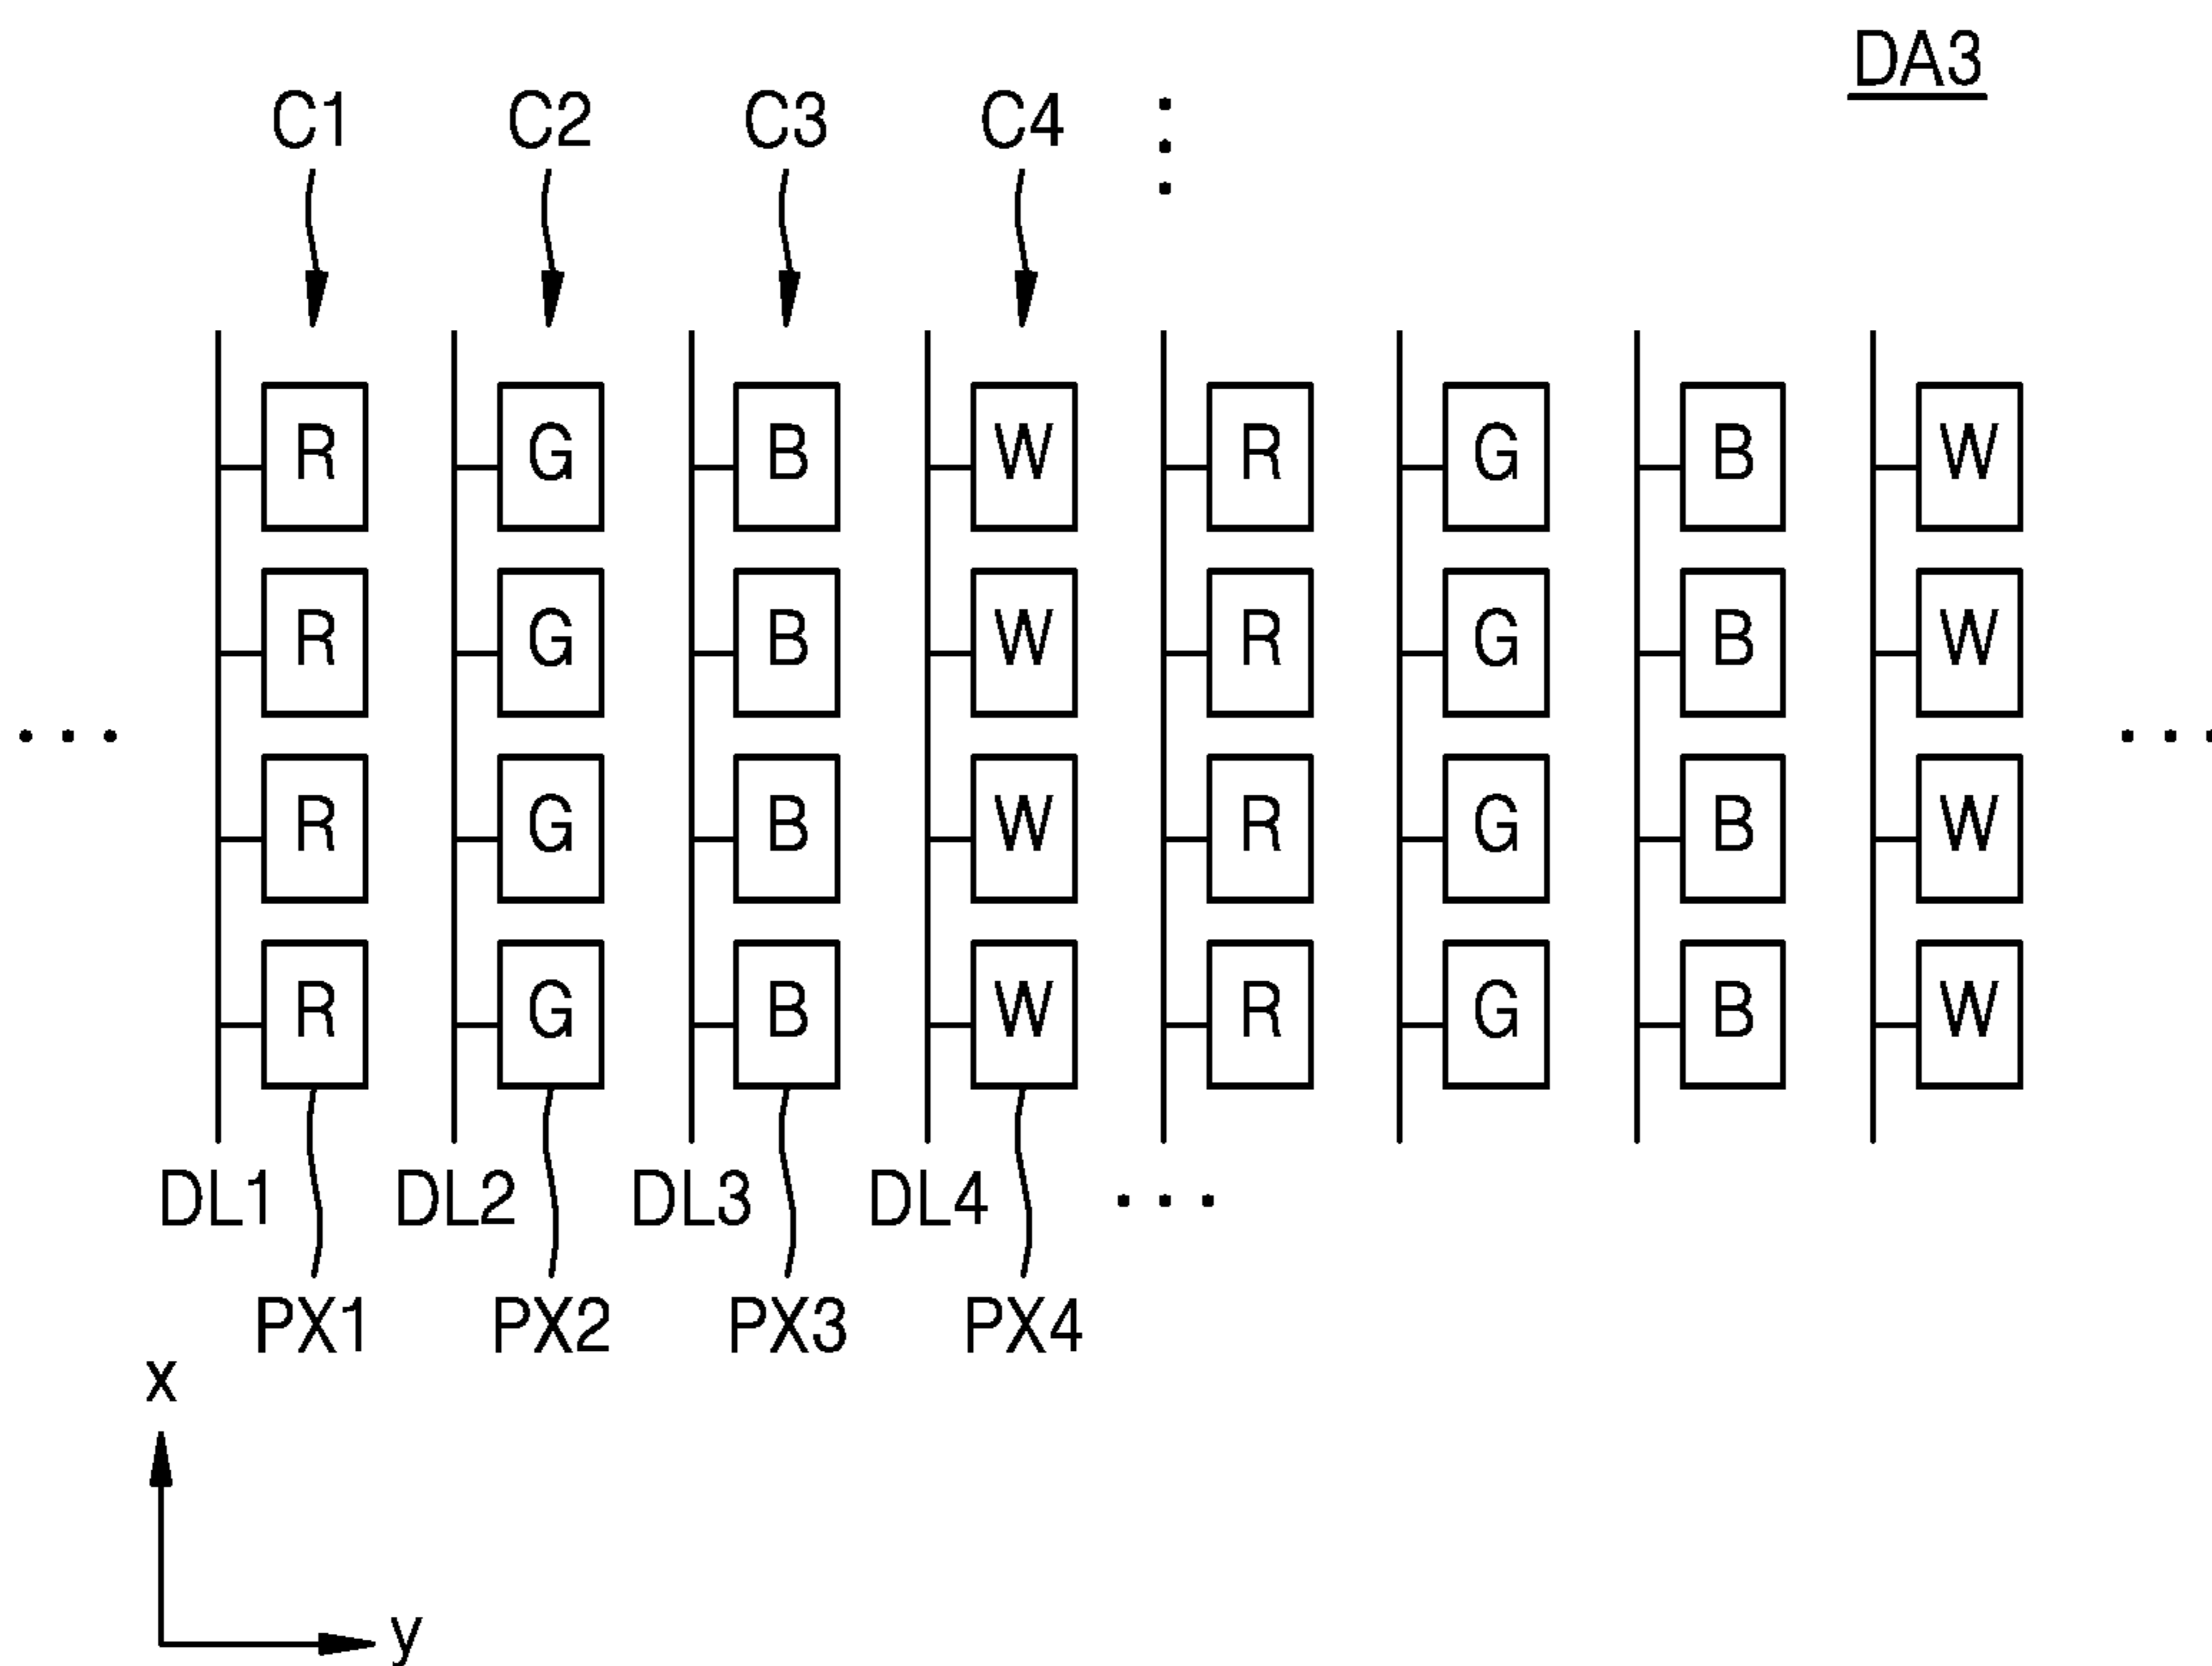 DA3
C1 C2 C3 C4
R G B W R G B W
R G B W R G B W
R G B W R G B W
R G B W R G B W
DL1 DL2 DL3 DL4 ...
PX1 PX2 PX3 PX4
x
y